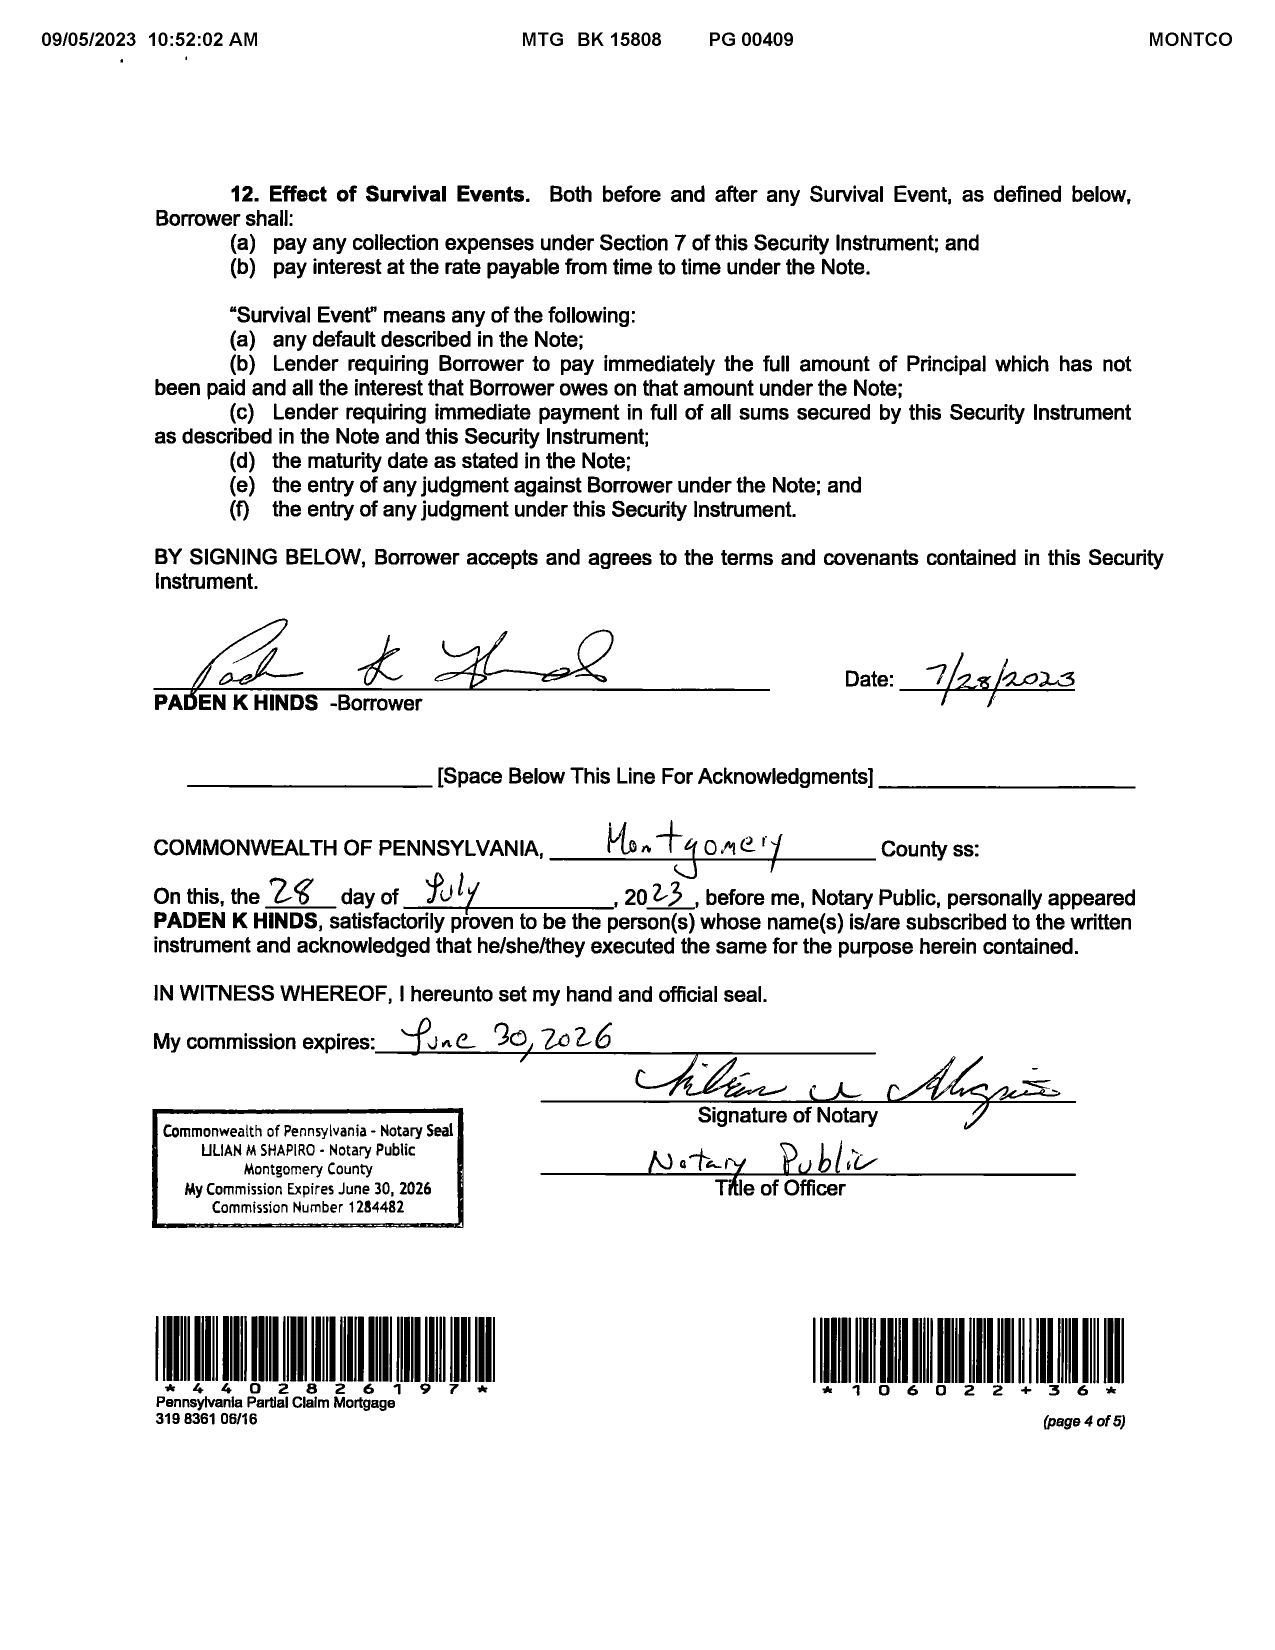 09/05/2023 10:52:02 AM MTG BK 15808 PG 00409 MONTCO
12. Effect of Survival Events. Both before and after any Survival Event, as defined below,
Borrower shall:
(a) pay any collection expenses under Section 7 of this Security Instrument; and
(b) pay interest at the rate payable from time to time under the Note.
“Survival Event” means any of the following:
(a) any default described in the Note;
(b) Lender requiring Borrower to pay immediately the full amount of Principal which has not
been paid and all the interest that Borrower owes on that amount under the Note;
(c) Lender requiring immediate payment in full of all sums secured by this Security Instrument
as described in the Note and this Security Instrument;
(d) the maturity date as stated in the Note;
(e) the entry of any judgment against Borrower under the Note; and
(f) the entry of any judgment under this Security Instrument.
BY SIGNING BELOW, Borrower accepts and agrees to the terms and covenants contained in this Security
Instrument.
Paden K Hinds Date: 7/28/2023
PADEN K HINDS -Borrower
[Space Below This Line For Acknowledgments]
COMMONWEALTH OF PENNSYLVANIA, Montgomery County ss:
On this, the 28 day of July, 2023, before me, Notary Public, personally appeared
PADEN K HINDS, satisfactorily proven to be the person(s) whose name(s) is/are subscribed to the written
instrument and acknowledged that he/she/they executed the same for the purpose herein contained.
IN WITNESS WHEREOF, I hereunto set my hand and official seal.
My commission expires: June 30, 2026
Signature of Notary
Commonwealth of Pennsylvania - Notary Seal
LILIAN M SHAPIRO - Notary Public
Montgomery County
My Commission Expires June 30, 2026
Commission Number 1284482
Notary Public
Title of Officer
*4402826197* *106022+36*
Pennsylvania Partial Claim Mortgage
319 8361 06/16 (page 4 of 5)